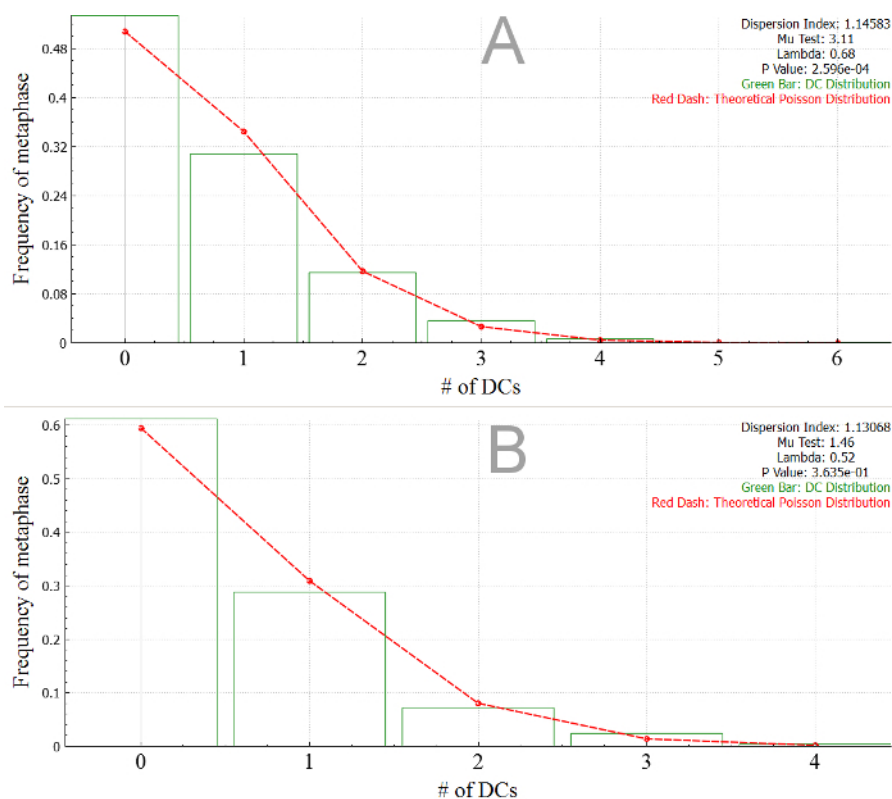 A
Dispersion Index: 1.14583
Mu Test: 3.11
Lambda: 0.68
P Value: 2.596e-04
Green Bar: DC Distribution
Red Dash: Theoretical Poisson Distribution
Frequency of metaphase
0.48
0.4
0.32
0.24
0.16
0.08
0
0 1 2 3 4 5 6
# of DCs
B
Dispersion Index: 1.13068
Mu Test: 1.46
Lambda: 0.52
P Value: 3.635e-01
Green Bar: DC Distribution
Red Dash: Theoretical Poisson Distribution
Frequency of metaphase
0.6
0.5
0.4
0.3
0.2
0.1
0
0 1 2 3 4
# of DCs